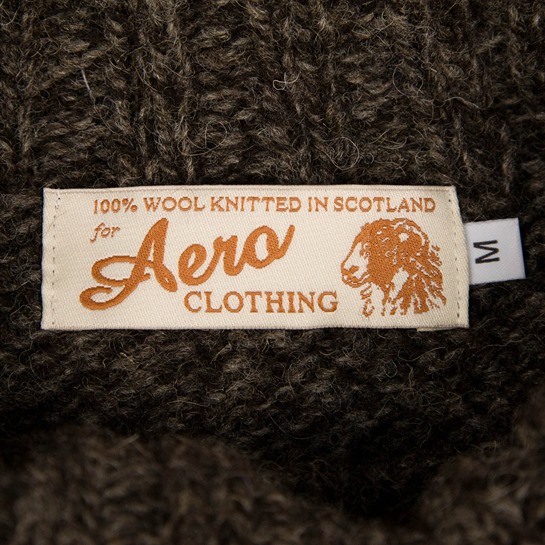 100% WOOL KNITTED IN SCOTLAND
for
Aero
CLOTHING
M